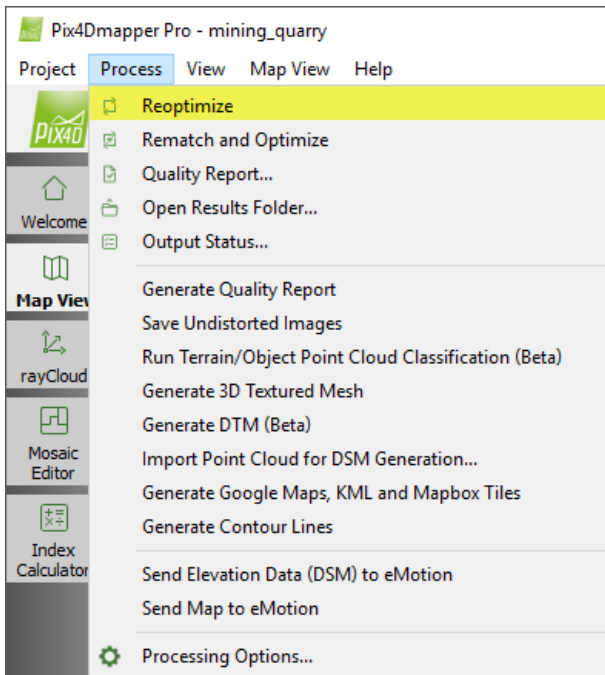 Pix4Dmapper Pro - mining_quarry
Project Process View Map View Help
PIX4D
Welcome
Map View
rayCloud
Mosaic
Editor
Index
Calculator
Reoptimize
Rematch and Optimize
Quality Report...
Open Results Folder...
Output Status...
Generate Quality Report
Save Undistorted Images
Run Terrain/Object Point Cloud Classification (Beta)
Generate 3D Textured Mesh
Generate DTM (Beta)
Import Point Cloud for DSM Generation...
Generate Google Maps, KML and Mapbox Tiles
Generate Contour Lines
Send Elevation Data (DSM) to eMotion
Send Map to eMotion
Processing Options...